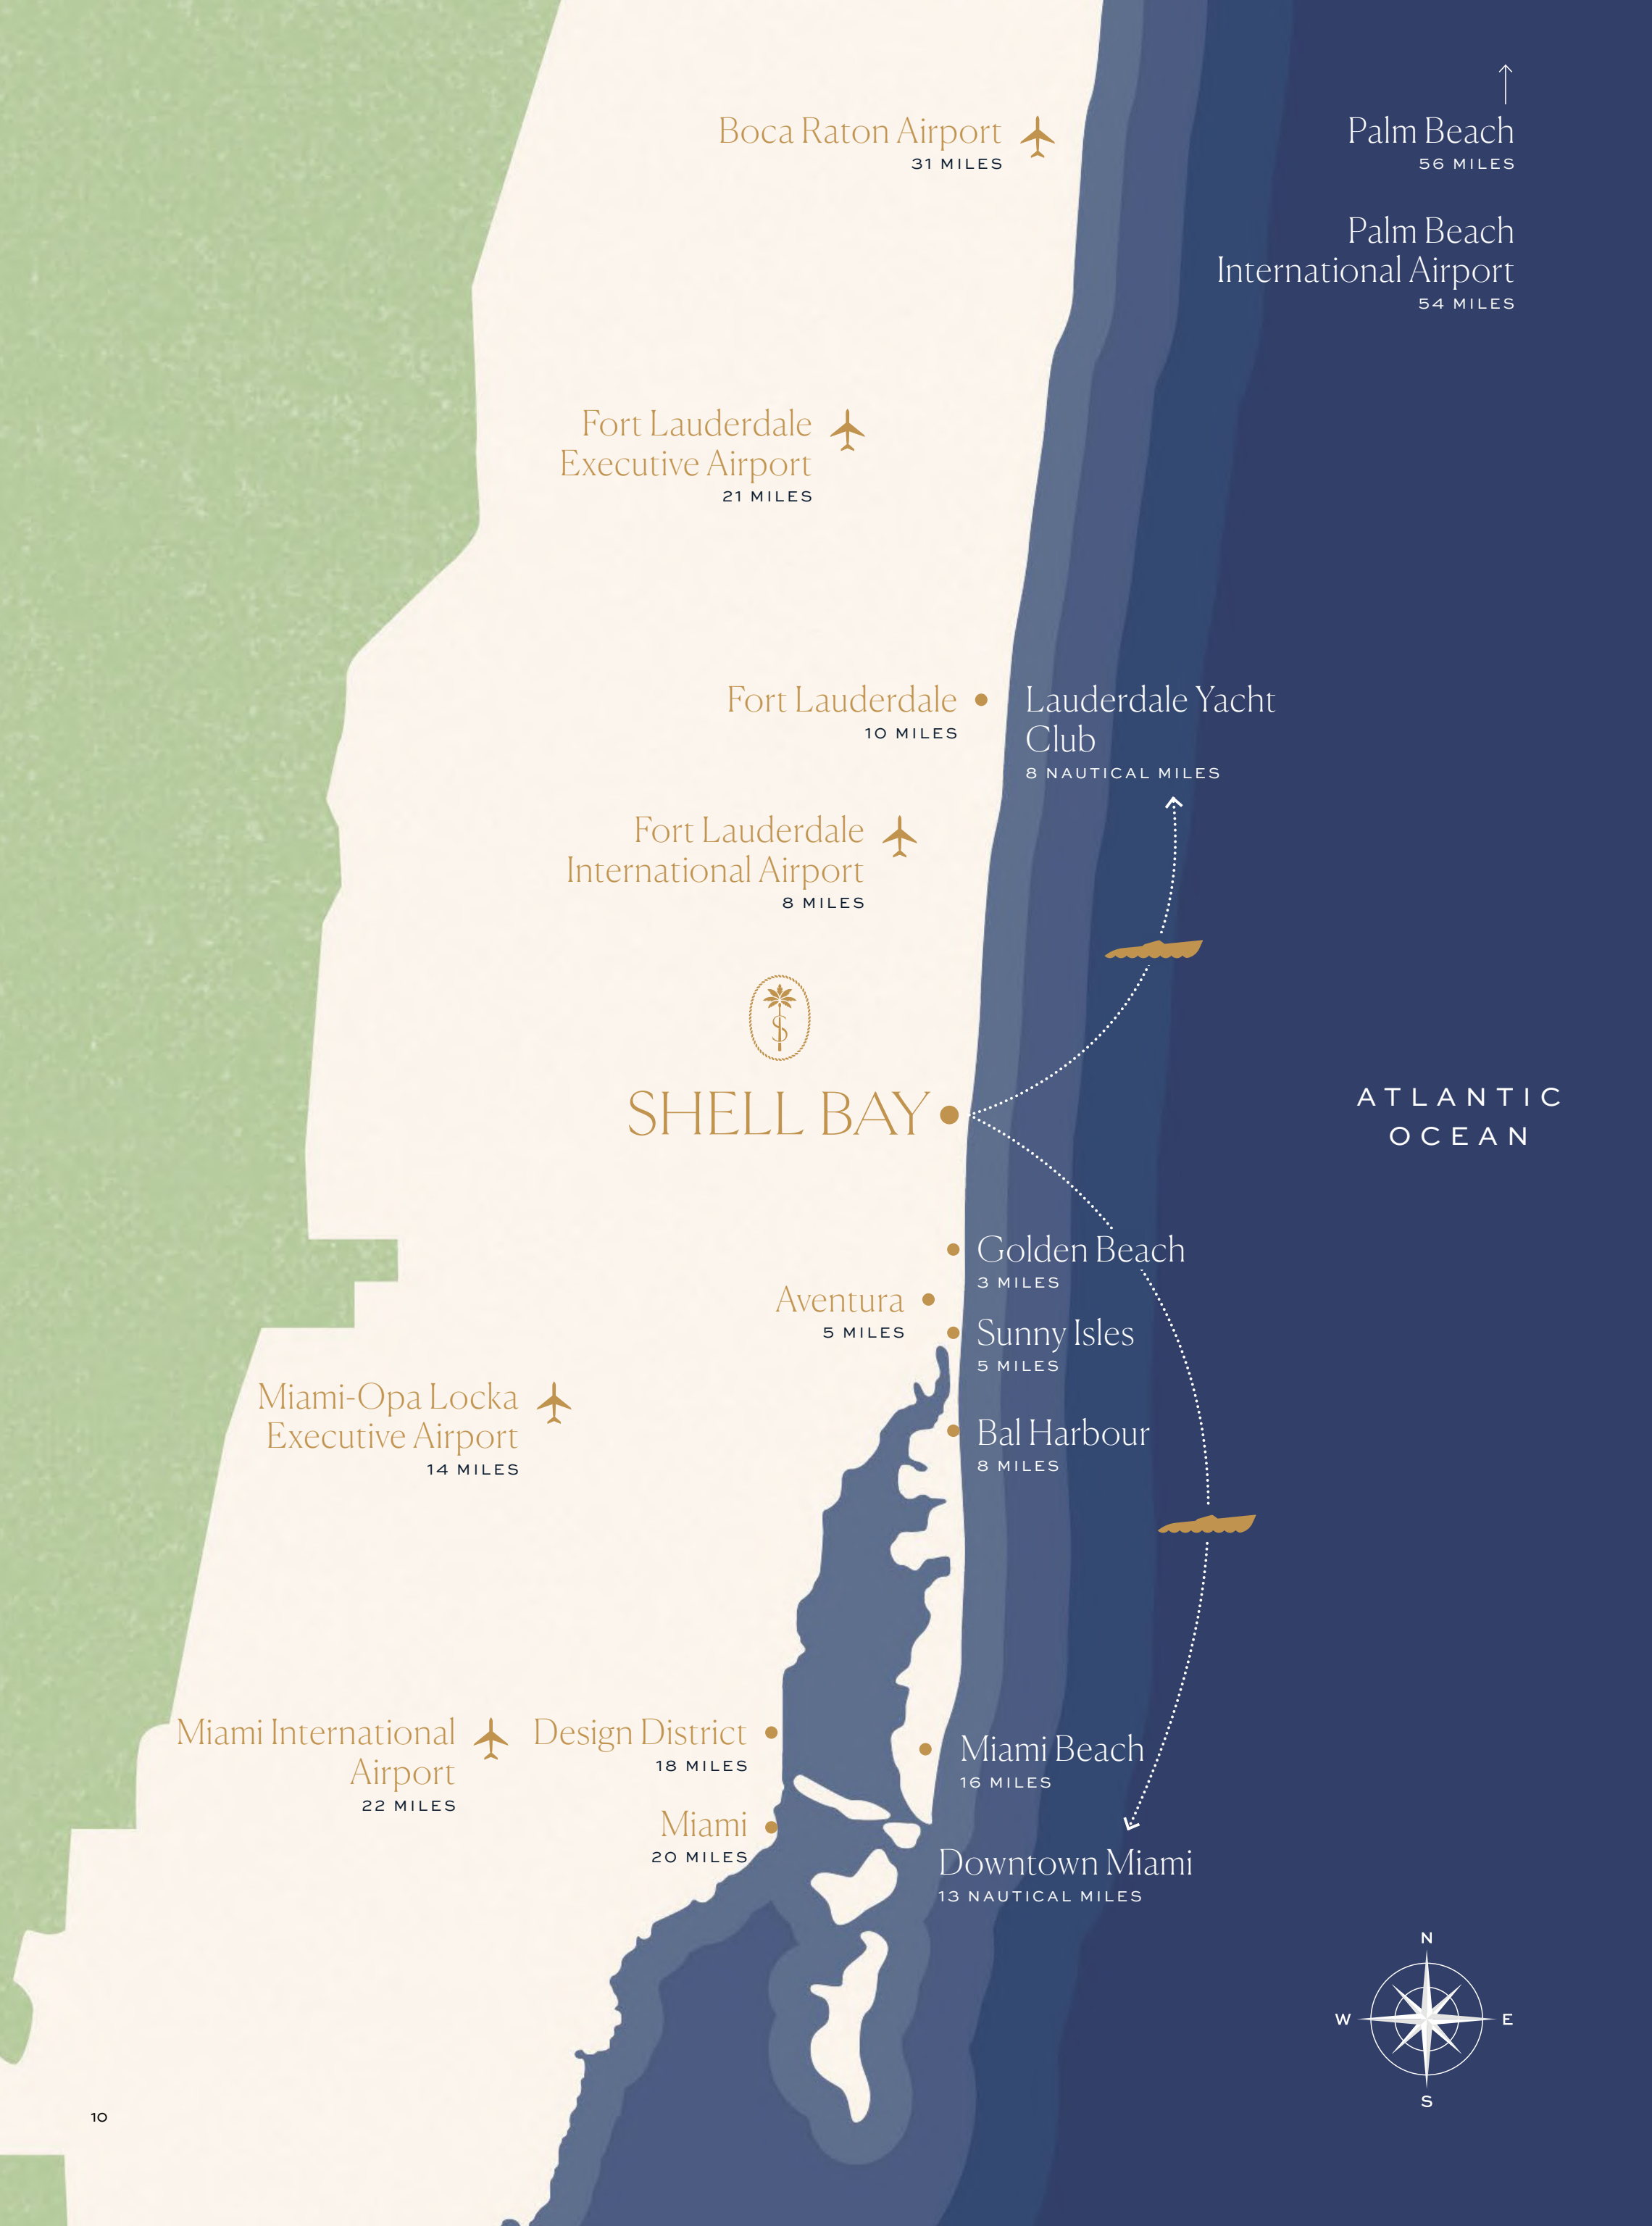 Boca Raton Airport
31 MILES
Palm Beach
56 MILES
Palm Beach
International Airport
54 MILES
Fort Lauderdale
Executive Airport
21 MILES
Fort Lauderdale
10 MILES
Lauderdale Yacht
Club
8 NAUTICAL MILES
Fort Lauderdale
International Airport
8 MILES
S
SHELL BAY
ATLANTIC
OCEAN
Golden Beach
3 MILES
Aventura
5 MILES
Sunny Isles
5 MILES
Miami-Opa Locka
Executive Airport
14 MILES
Bal Harbour
8 MILES
Miami International
Airport
22 MILES
Design District
18 MILES
Miami Beach
16 MILES
Miami
20 MILES
Downtown Miami
13 NAUTICAL MILES
N
W
E
S
10